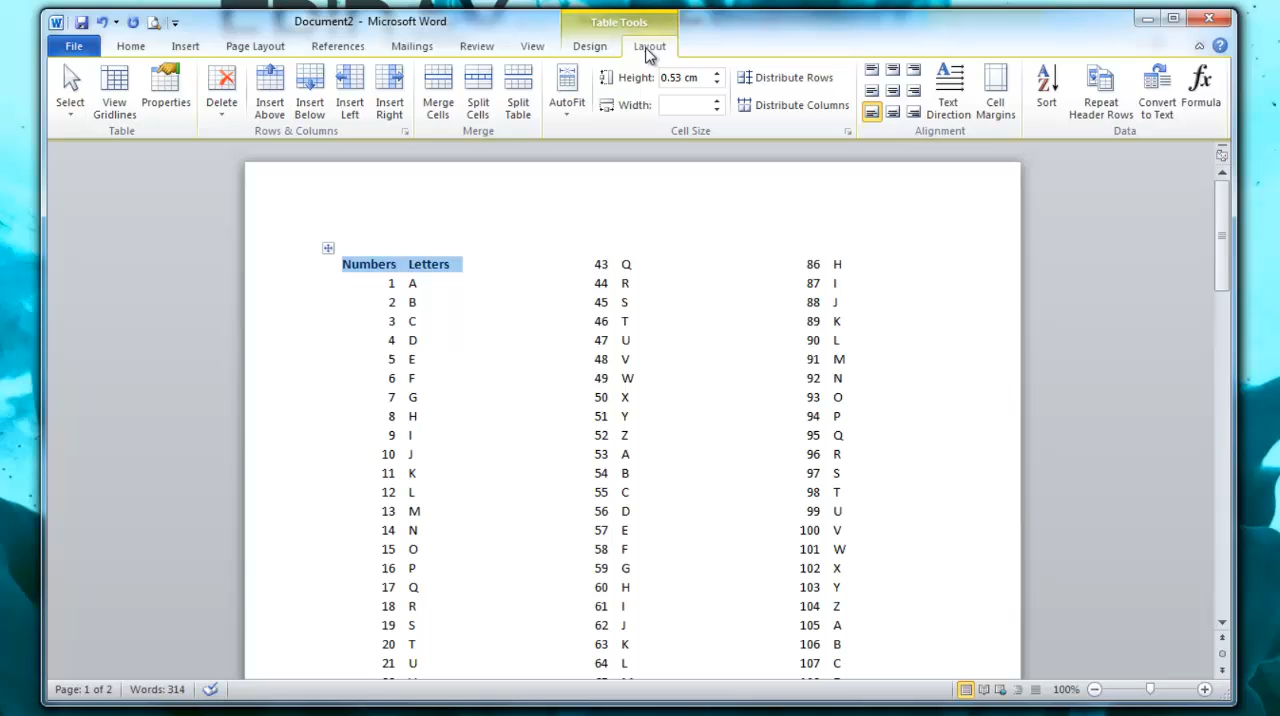 Document2 - Microsoft Word
Table Tools
File Home Insert Page Layout References Mailings Review View Design Layout
Select
View Gridlines
Properties
Delete
Insert Above
Insert Below
Insert Left
Insert Right
Merge Cells
Split Cells
Split Table
AutoFit
Height: 0.53 cm
Width:
Distribute Rows
Distribute Columns
Text Direction
Cell Margins
Sort
Repeat Header Rows
Convert to Text
Formula
Table Rows & Columns Merge Cell Size Alignment Data
Numbers Letters 43 Q 86 H
1 A 44 R 87 I
2 B 45 S 88 J
3 C 46 T 89 K
4 D 47 U 90 L
5 E 48 V 91 M
6 F 49 W 92 N
7 G 50 X 93 O
8 H 51 Y 94 P
9 I 52 Z 95 Q
10 J 53 A 96 R
11 K 54 B 97 S
12 L 55 C 98 T
13 M 56 D 99 U
14 N 57 E 100 V
15 O 58 F 101 W
16 P 59 G 102 X
17 Q 60 H 103 Y
18 R 61 I 104 Z
19 S 62 J 105 A
20 T 63 K 106 B
21 U 64 L 107 C
Page: 1 of 2 Words: 314 100%